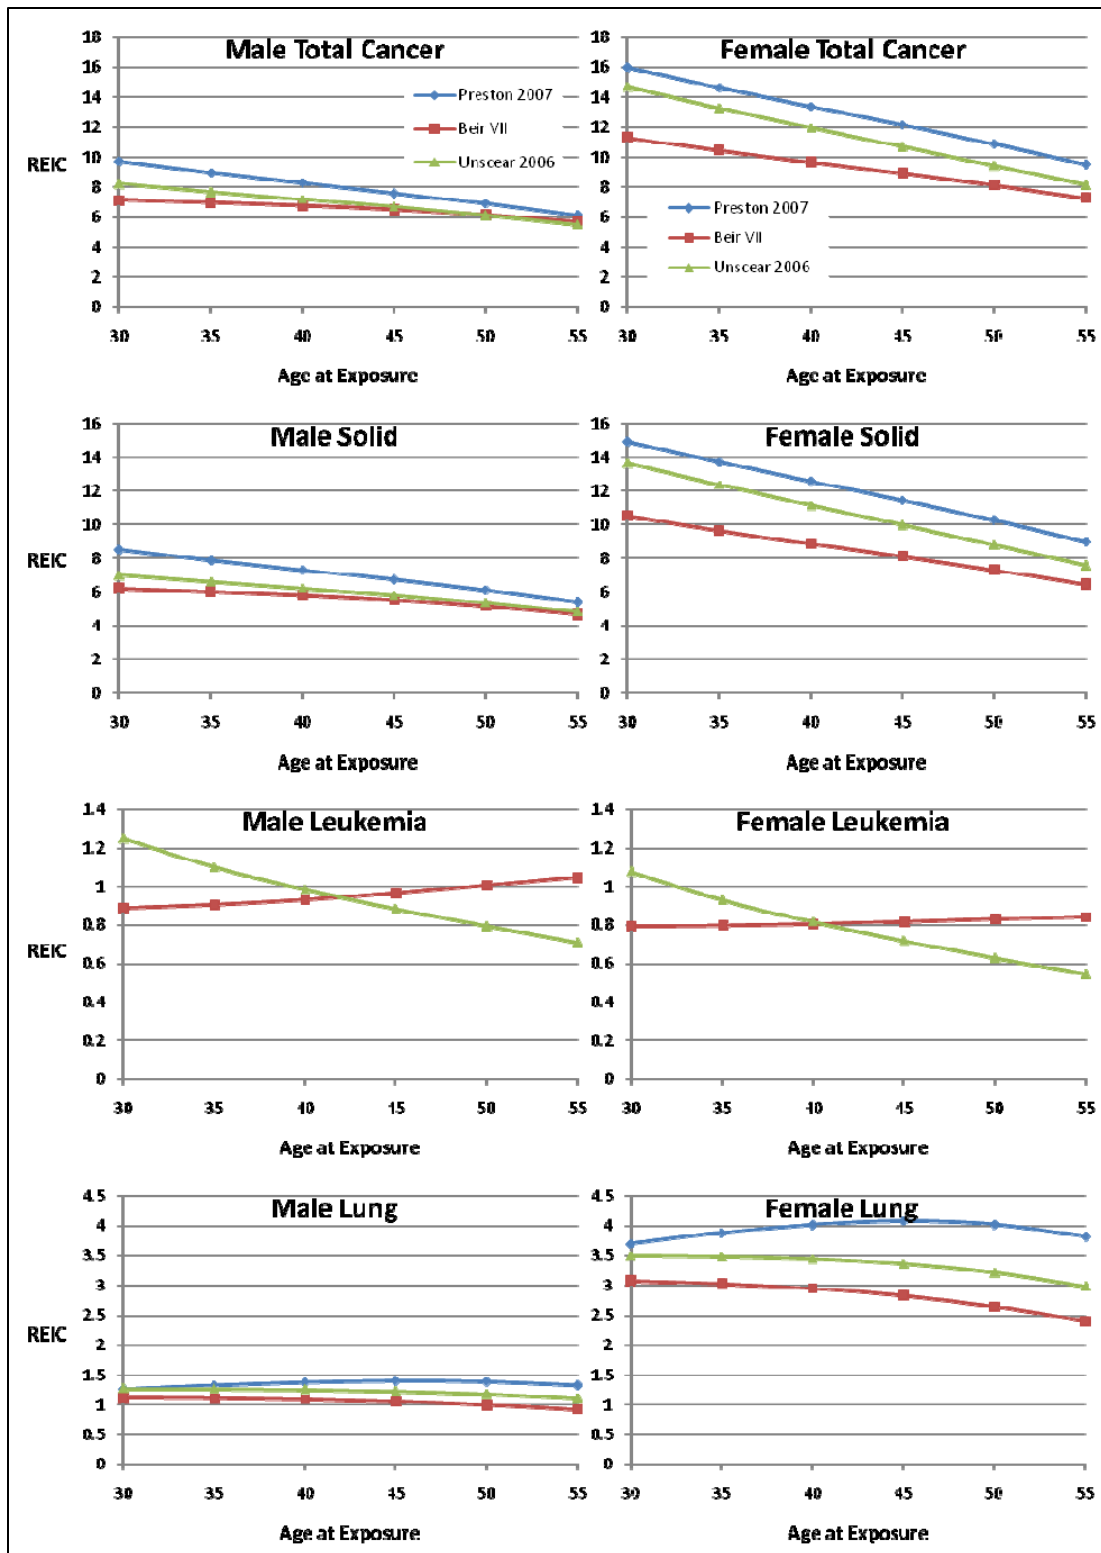 Male Total Cancer
18
16
14
12
10
8
6
4
2
0
REIC
Preston 2007
Beir VII
Unscear 2006
30 35 40 45 50 55
Age at Exposure
Female Total Cancer
18
16
14
12
10
8
6
4
2
0
Preston 2007
Beir VII
Unscear 2006
30 35 40 45 50 55
Age at Exposure
Male Solid
16
14
12
10
8
6
4
2
0
REIC
30 35 40 45 50 55
Age at Exposure
Female Solid
16
14
12
10
8
6
4
2
0
30 35 40 45 50 55
Age at Exposure
Male Leukemia
1.4
1.2
1
0.8
0.6
0.4
0.2
0
REIC
30 35 40 45 50 55
Age at Exposure
Female Leukemia
1.4
1.2
1
0.8
0.6
0.4
0.2
0
30 35 40 45 50 55
Age at Exposure
Male Lung
4.5
4
3.5
3
2.5
2
1.5
1
0.5
0
REIC
30 35 40 45 50 55
Age at Exposure
Female Lung
4.5
4
3.5
3
2.5
2
1.5
1
0.5
0
30 35 40 45 50 55
Age at Exposure